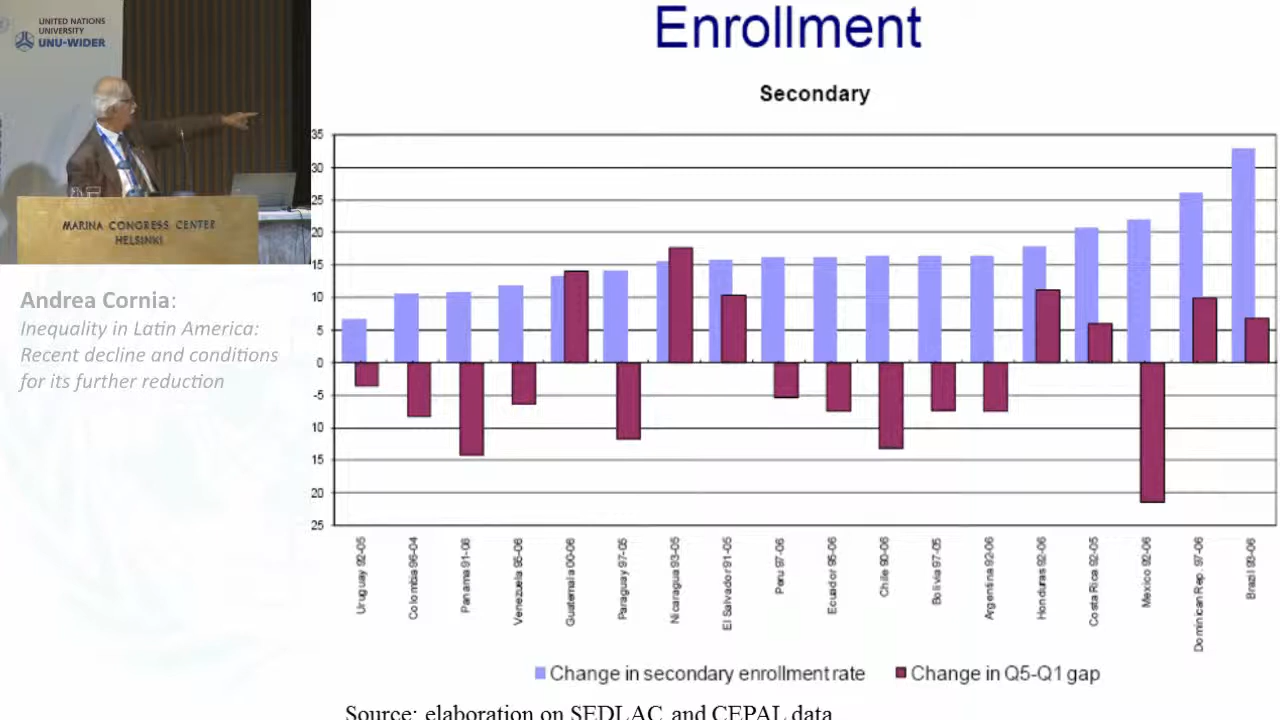 UNITED NATIONS
UNIVERSITY
UNU-WIDER
MARINA CONGRESS CENTER
HELSINKI
Andrea Cornia:
Inequality in Latin America:
Recent decline and conditions
for its further reduction
Enrollment
Secondary
35
30
25
20
15
10
5
0
-5
10
15
20
25
Uruguay 92-05
Colombia 96-04
Panama 91-06
Venezuela 95-06
Guatemala 00-06
Paraguay 97-05
Nicaragua 93-05
El Salvador 91-05
Peru 97-06
Ecuador 95-06
Chile 90-06
Bolivia 97-05
Argentina 92-06
Honduras 92-06
Costa Rica 92-05
Mexico 92-06
Dominican Rep. 97-06
Brazil 93-06
Change in secondary enrollment rate
Change in Q5-Q1 gap
Source: elaboration on SEDLAC and CEPAL data